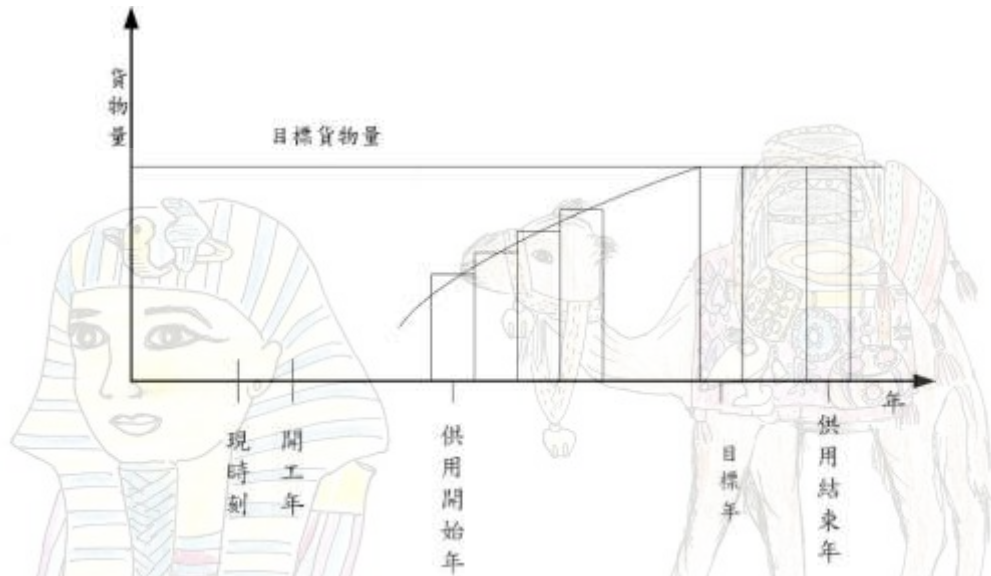 貨物量
目標貨物量
年
現時刻
開工年
供用開始年
目標年
供用結束年